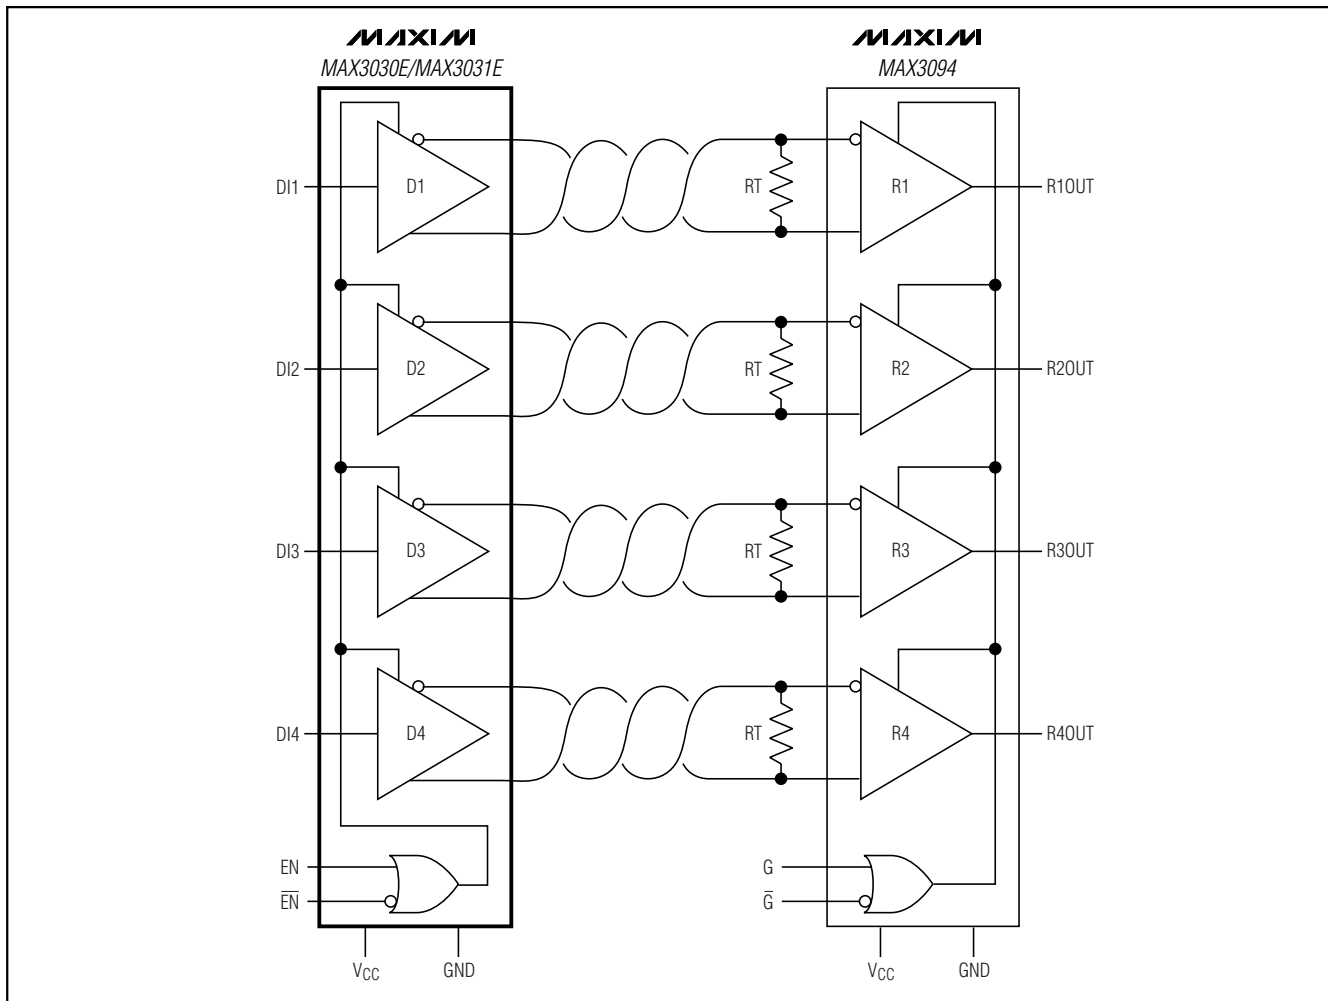 MAXIM
MAX3030E/MAX3031E
MAXIM
MAX3094
DI1
D1
RT
R1
R1OUT
DI2
D2
RT
R2
R2OUT
DI3
D3
RT
R3
R3OUT
DI4
D4
RT
R4
R4OUT
EN
E̅N̅
G
G̅
VCC
GND
VCC
GND